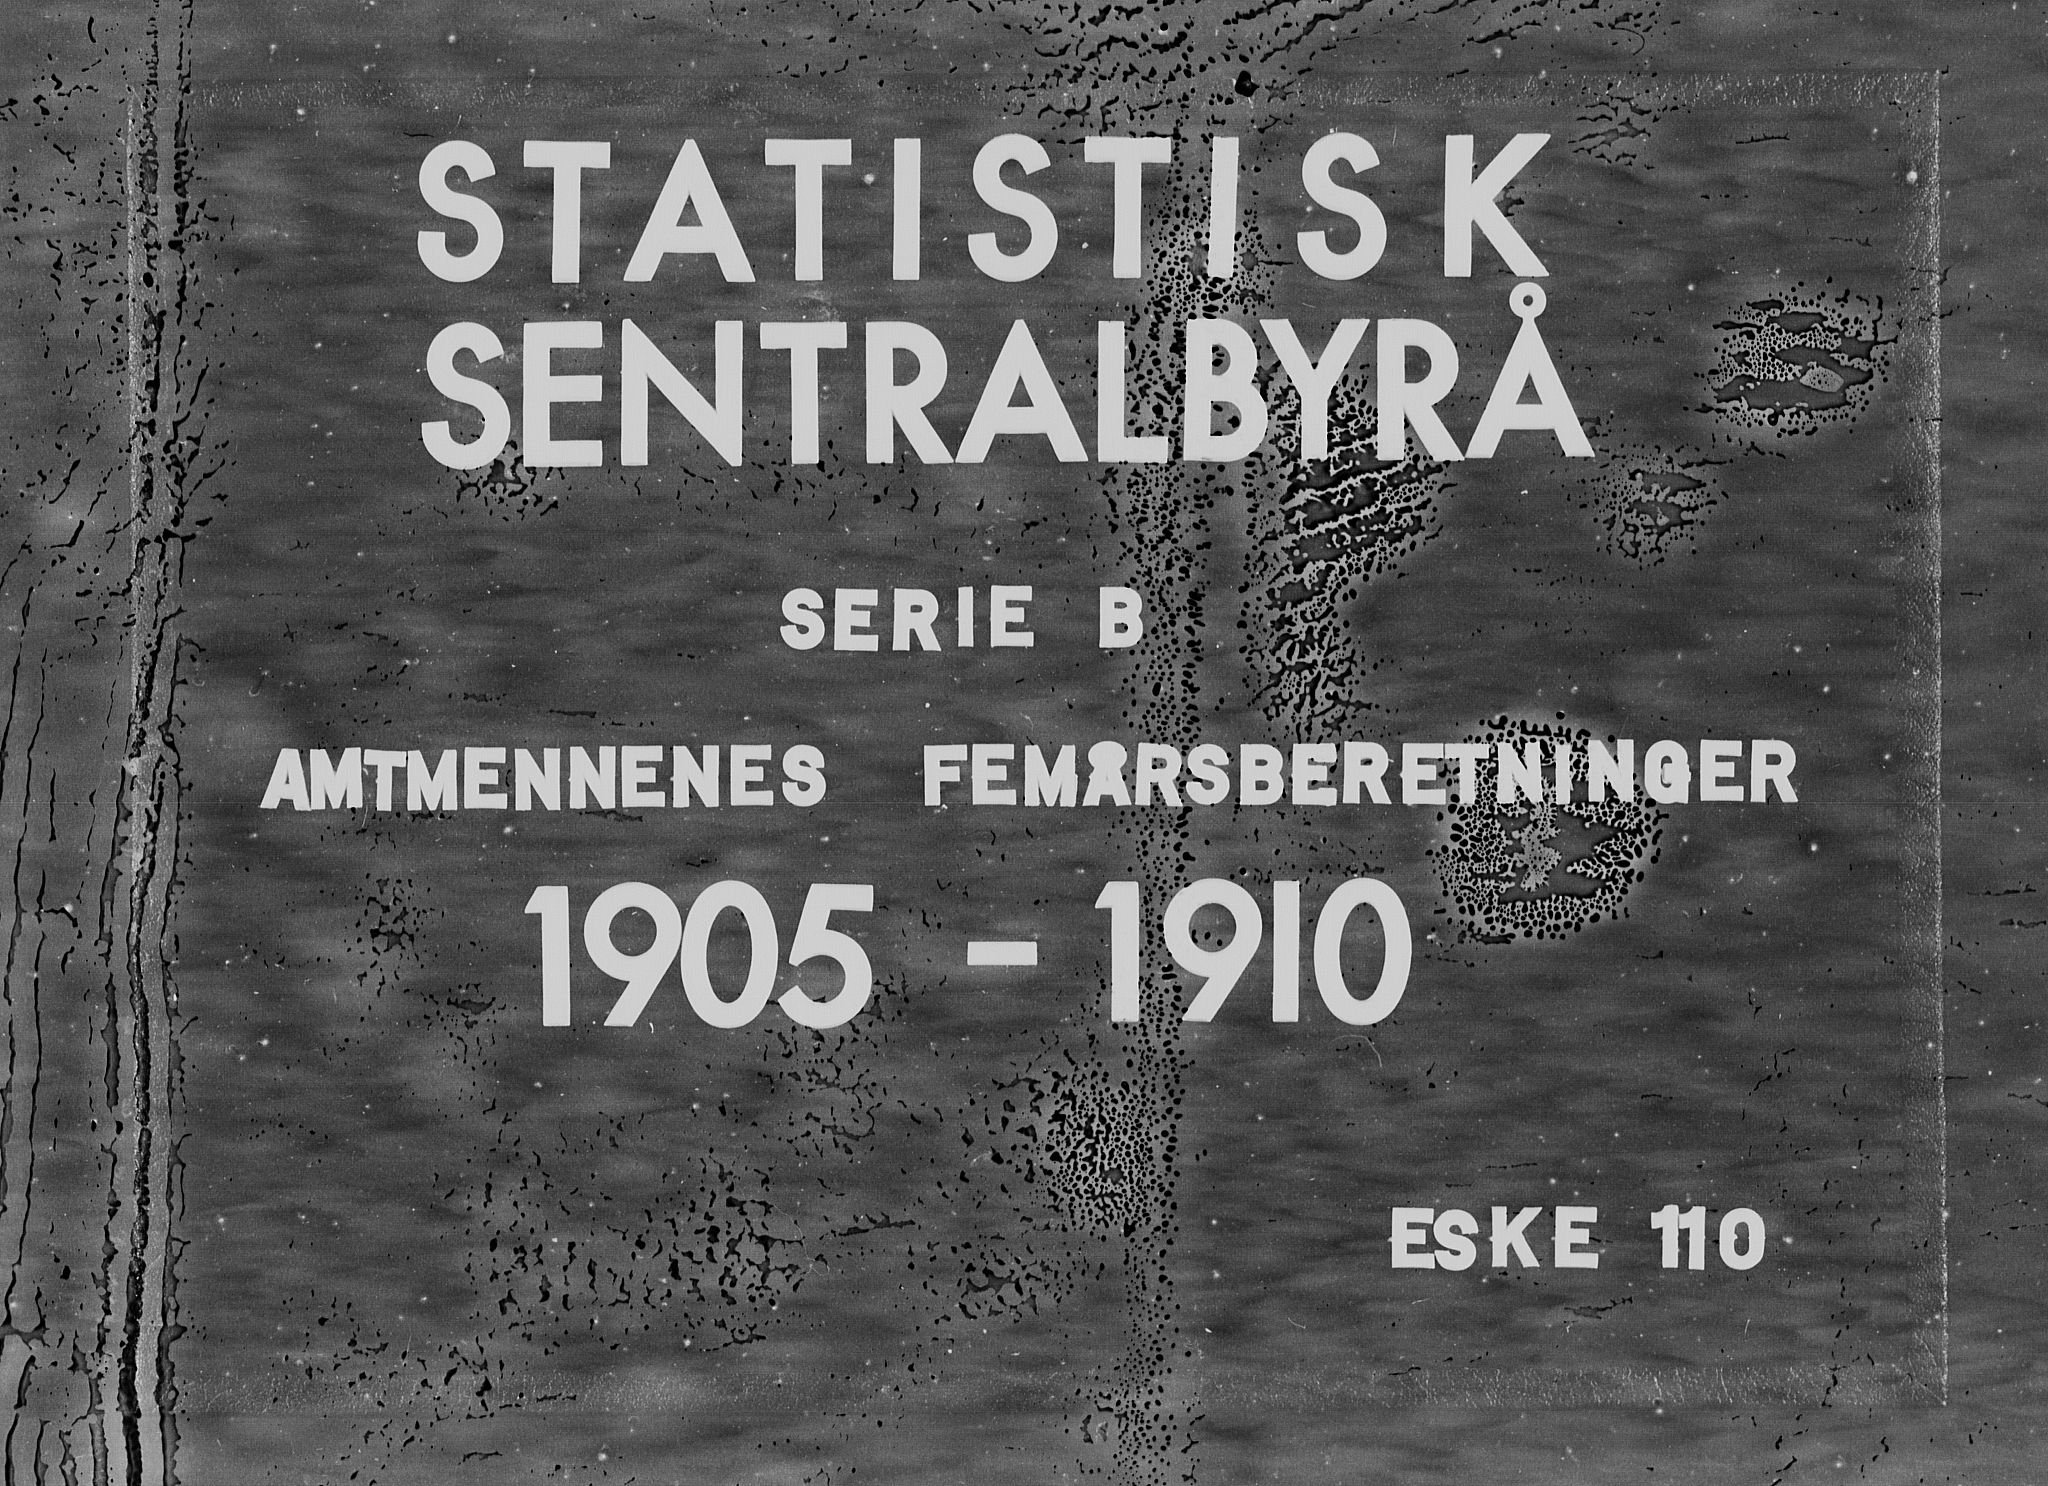 STATISTISK
SENTRALBYRÅ
SERIE B
AMTMENNENES FEMÅRSBERETNINGER
1905 - 1910
ESKE 110